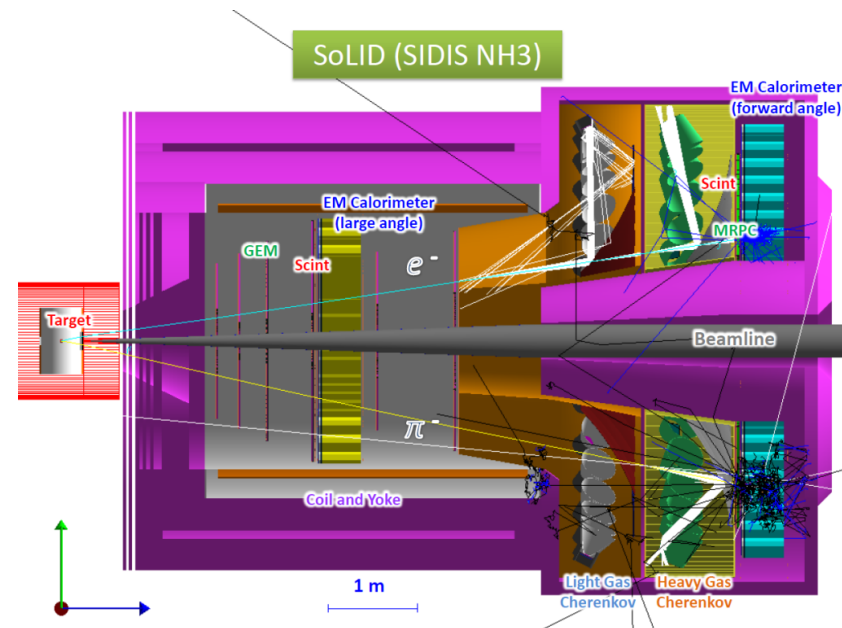 SoLID (SIDIS NH3)
EM Calorimeter
(forward angle)
EM Calorimeter
(large angle)
Scint
GEM
Scint
MRPC
e-
Target
Beamline
π-
Coil and Yoke
1 m
Light Gas
Cherenkov
Heavy Gas
Cherenkov